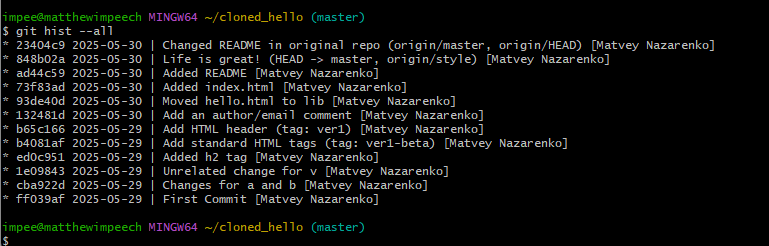 impee@matthewimpeech MINGW64 ~/cloned_hello (master)
$ git hist --all
* 23404c9 2025-05-30 | Changed README in original repo (origin/master, origin/HEAD) [Matvey Nazarenko]
* 848b02a 2025-05-30 | Life is great! (HEAD -> master, origin/style) [Matvey Nazarenko]
* ad44c59 2025-05-30 | Added README [Matvey Nazarenko]
* 73f83ad 2025-05-30 | Added index.html [Matvey Nazarenko]
* 93de40d 2025-05-30 | Moved hello.html to lib [Matvey Nazarenko]
* 132481d 2025-05-30 | Add an author/email comment [Matvey Nazarenko]
* b65c166 2025-05-29 | Add HTML header (tag: ver1) [Matvey Nazarenko]
* b4081af 2025-05-29 | Add standard HTML tags (tag: ver1-beta) [Matvey Nazarenko]
* ed0c951 2025-05-29 | Added h2 tag [Matvey Nazarenko]
* 1e09843 2025-05-29 | Unrelated change for v [Matvey Nazarenko]
* cba922d 2025-05-29 | Changes for a and b [Matvey Nazarenko]
* ff039af 2025-05-29 | First Commit [Matvey Nazarenko]
impee@matthewimpeech MINGW64 ~/cloned_hello (master)
$